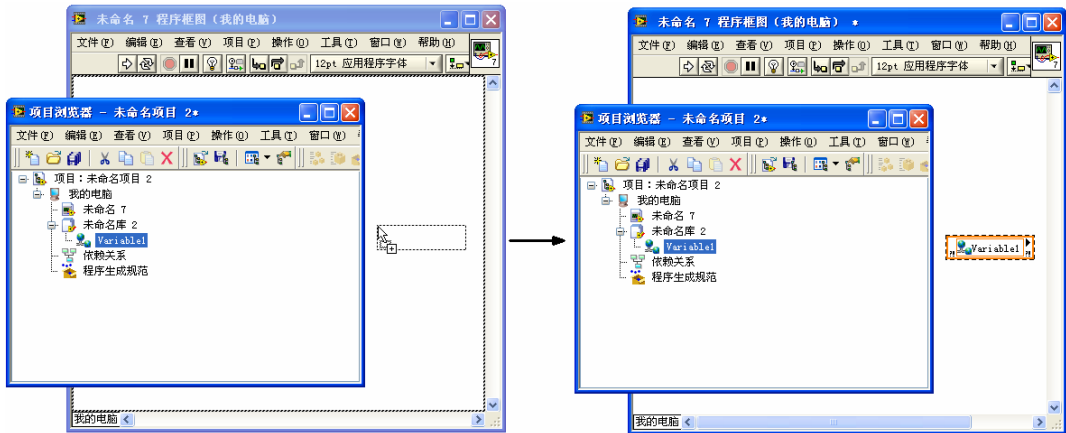 未命名 7 程序框图(我的电脑)
文件(F) 编辑(E) 查看(V) 项目(P) 操作(O) 工具(T) 窗口(W) 帮助(H)
12pt 应用程序字体
7
项目浏览器 - 未命名项目 2*
文件(F) 编辑(E) 查看(V) 项目(P) 操作(O) 工具(T) 窗口(W)
项目：未命名项目 2
我的电脑
未命名 7
未命名库 2
Variable1
依赖关系
程序生成规范
我的电脑
未命名 7 程序框图(我的电脑) *
文件(F) 编辑(E) 查看(V) 项目(P) 操作(O) 工具(T) 窗口(W) 帮助(H)
12pt 应用程序字体
7
项目浏览器 - 未命名项目 2*
文件(F) 编辑(E) 查看(V) 项目(P) 操作(O) 工具(T) 窗口(W)
项目：未命名项目 2
我的电脑
未命名 7
未命名库 2
Variable1
依赖关系
程序生成规范
Variable1
我的电脑